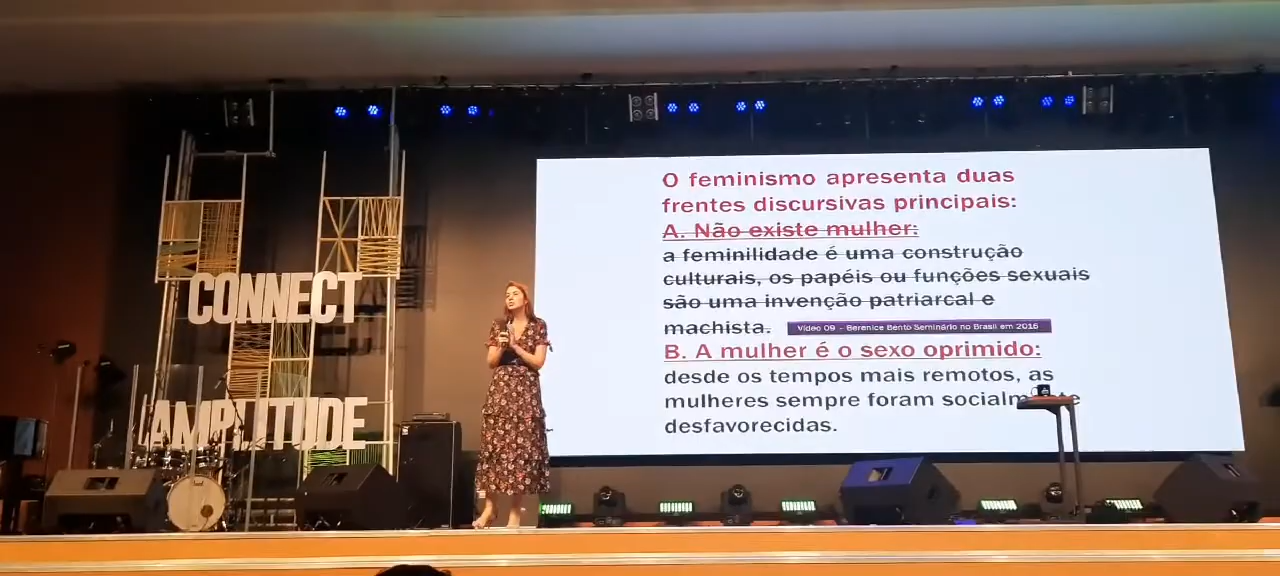 CONNECT
AMPLITUDE
O feminismo apresenta duas
frentes discursivas principais:
A. Não existe mulher:
a feminilidade é uma construção
culturais, os papéis ou funções sexuais
são uma invenção patriarcal e
machista.
Vídeo 09 - Berenice Bento Seminário no Brasil em 2016
B. A mulher é o sexo oprimido:
desde os tempos mais remotos, as
mulheres sempre foram
desfavorecidas.